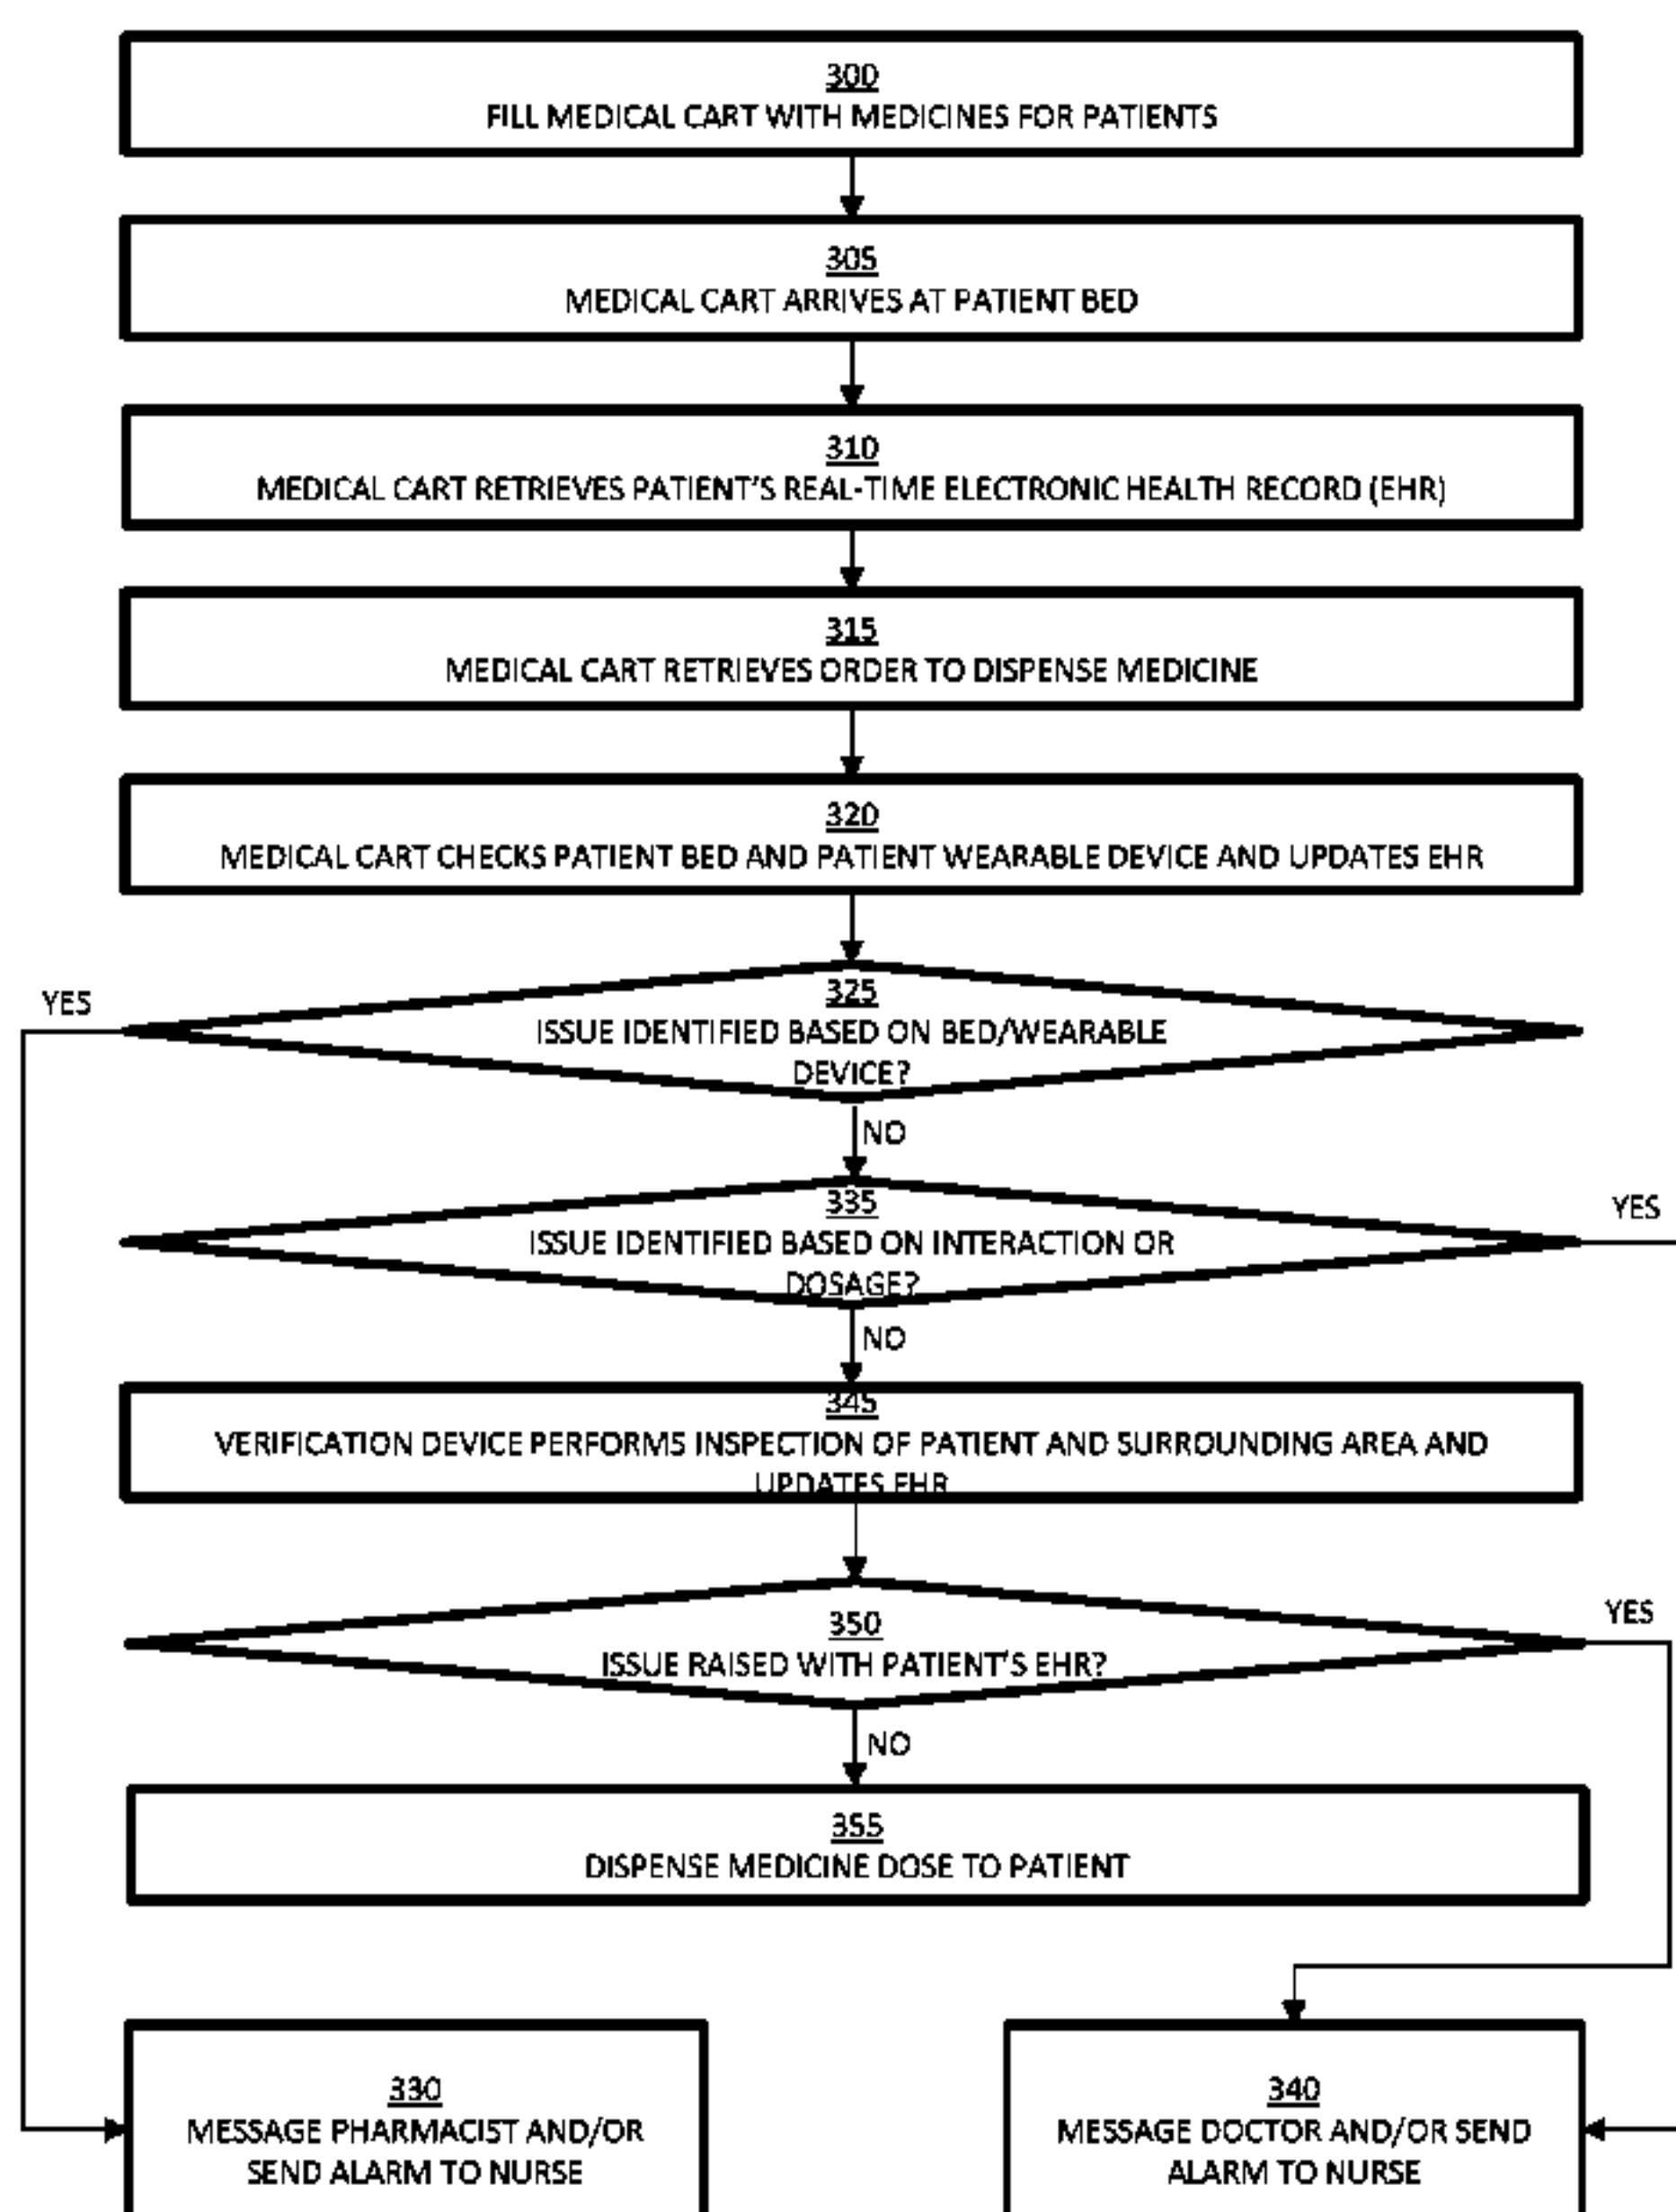 300
FILL MEDICAL CART WITH MEDICINES FOR PATIENTS
305
MEDICAL CART ARRIVES AT PATIENT BED
310
MEDICAL CART RETRIEVES PATIENT'S REAL-TIME ELECTRONIC HEALTH RECORD (EHR)
315
MEDICAL CART RETRIEVES ORDER TO DISPENSE MEDICINE
320
MEDICAL CART CHECKS PATIENT BED AND PATIENT WEARABLE DEVICE AND UPDATES EHR
YES
325
ISSUE IDENTIFIED BASED ON BED/WEARABLE
DEVICE?
NO
335
ISSUE IDENTIFIED BASED ON INTERACTION OR
DOSAGE?
YES
NO
345
VERIFICATION DEVICE PERFORMS INSPECTION OF PATIENT AND SURROUNDING AREA AND
UPDATES EHR
350
ISSUE RAISED WITH PATIENT'S EHR?
YES
NO
355
DISPENSE MEDICINE DOSE TO PATIENT
330
MESSAGE PHARMACIST AND/OR
SEND ALARM TO NURSE
340
MESSAGE DOCTOR AND/OR SEND
ALARM TO NURSE